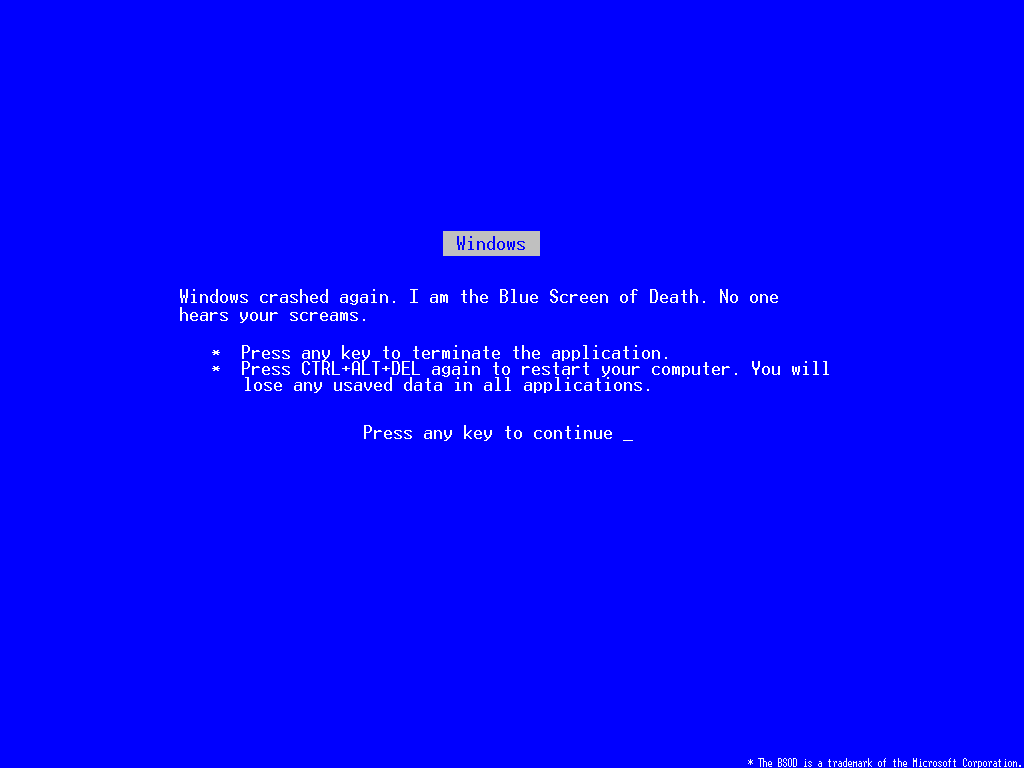 Windows
Windows crashed again. I am the Blue Screen of Death. No one
hears your screams.
* Press any key to terminate the application.
* Press CTRL+ALT+DEL again to restart your computer. You will
lose any usaved data in all applications.
Press any key to continue _
* The BSOD is a trademark of the Microsoft Corporation.